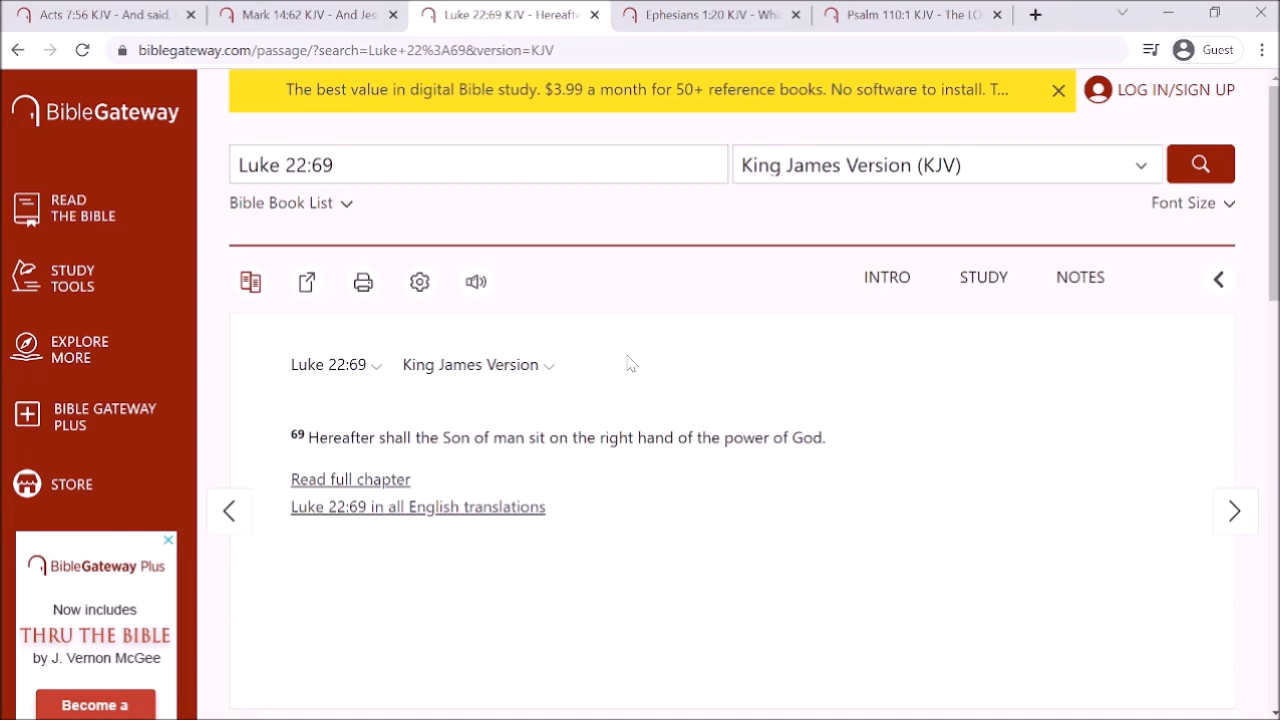 Acts 7:56 KJV - And said,
Mark 14:62 KJV - And Jesu
Luke 22:69 KJV - Hereafte
Ephesians 1:20 KJV - Whi
Psalm 110:1 KJV - The LO
biblegateway.com/passage/?search=Luke+22%3A69&version=KJV
Guest
BibleGateway
The best value in digital Bible study. $3.99 a month for 50+ reference books. No software to install. T...
LOG IN/SIGN UP
Luke 22:69
King James Version (KJV)
Bible Book List
Font Size
READ
THE BIBLE
STUDY
TOOLS
EXPLORE
MORE
BIBLE GATEWAY
PLUS
STORE
INTRO
STUDY
NOTES
Luke 22:69
King James Version
69 Hereafter shall the Son of man sit on the right hand of the power of God.
Read full chapter
Luke 22:69 in all English translations
BibleGateway Plus
Now includes
THRU THE BIBLE
by J. Vernon McGee
Become a